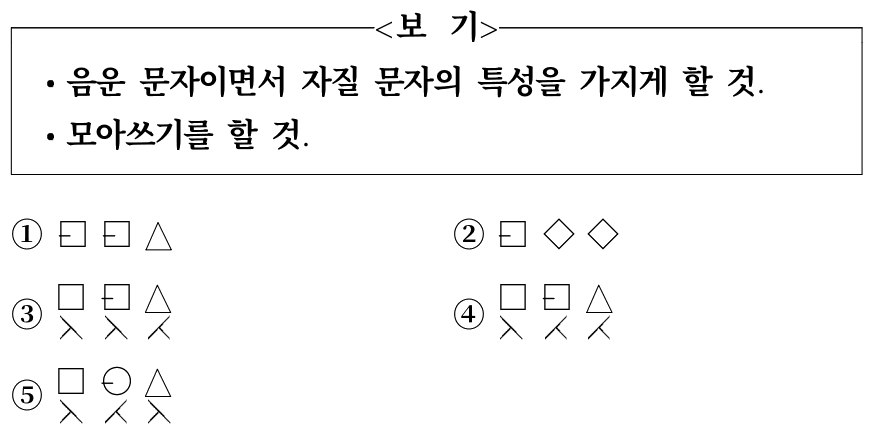 <보 기>
• 음운 문자이면서 자질 문자의 특성을 가지게 할 것.
• 모아쓰기를 할 것.
① ②
③ ④
⑤